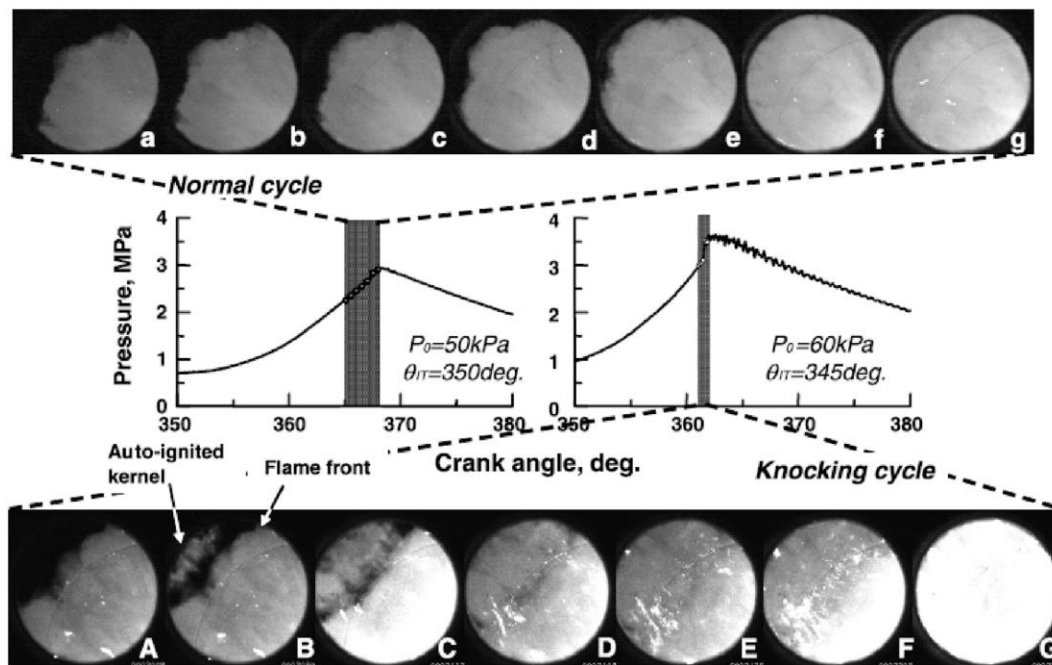 a b c d e f g
Normal cycle
Pressure, MPa
4
3
2
1
0
350 360 370 380
P0=50kPa
θIT=350deg.
4
3
2
1
0
350 360 370 380
P0=60kPa
θIT=345deg.
Crank angle, deg.
Knocking cycle
Auto-ignited
kernel
Flame front
A B C D E F G